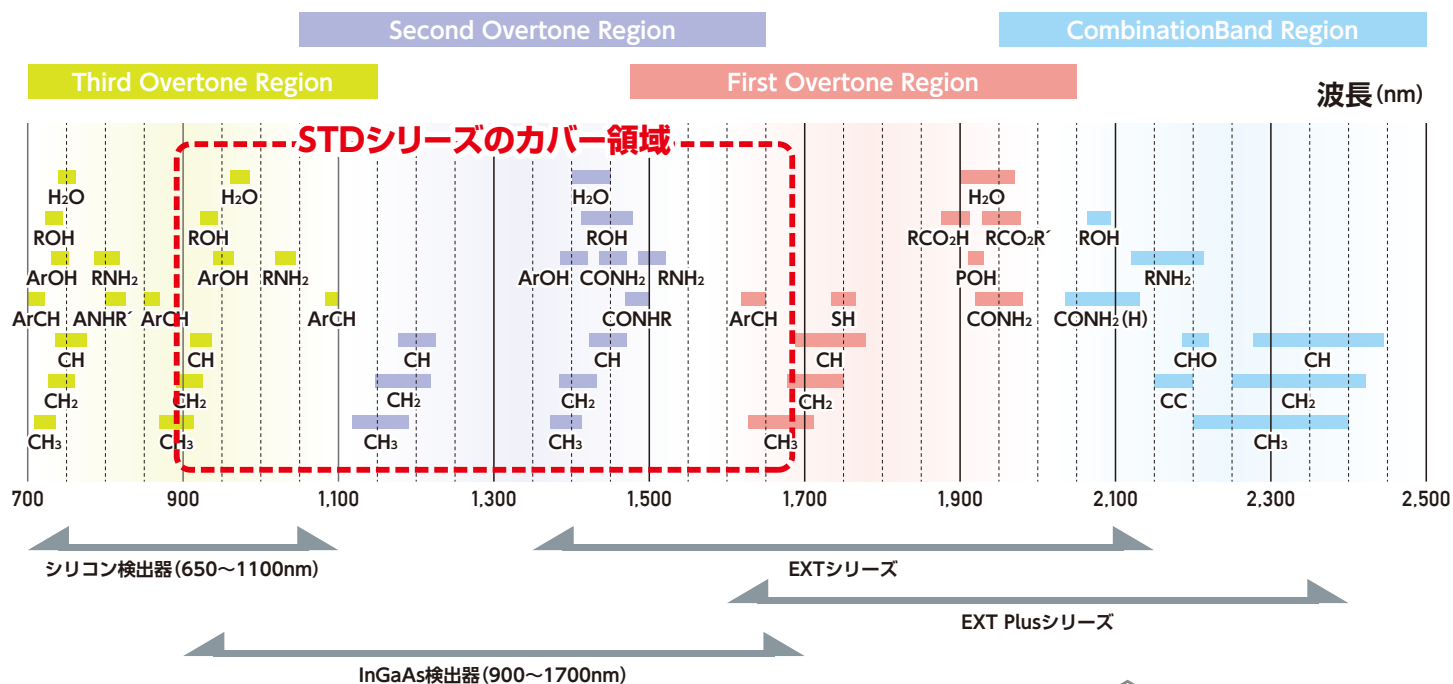 Second Overtone Region
CombinationBand Region
Third Overtone Region
First Overtone Region
波長(nm)
STDシリーズのカバー領域
H₂O
H₂O
H₂O
H₂O
ROH
ROH
ROH
RCO₂H
RCO₂R´
ROH
ArOH
RNH₂
ArOH
RNH₂
ArOH
CONH₂
RNH₂
POH
RNH₂
ArCH
ANHR´
ArCH
ArCH
CONHR
ArCH
SH
CONH₂
CONH₂(H)
CH
CH
CH
CH
CH
CHO
CH
CH₂
CH₂
CH₂
CH₂
CH₂
CC
CH₂
CH₃
CH₃
CH₃
CH₃
CH₃
CH₃
700
900
1,100
1,300
1,500
1,700
1,900
2,100
2,300
2,500
シリコン検出器(650〜1100nm)
EXTシリーズ
EXT Plusシリーズ
InGaAs検出器(900〜1700nm)